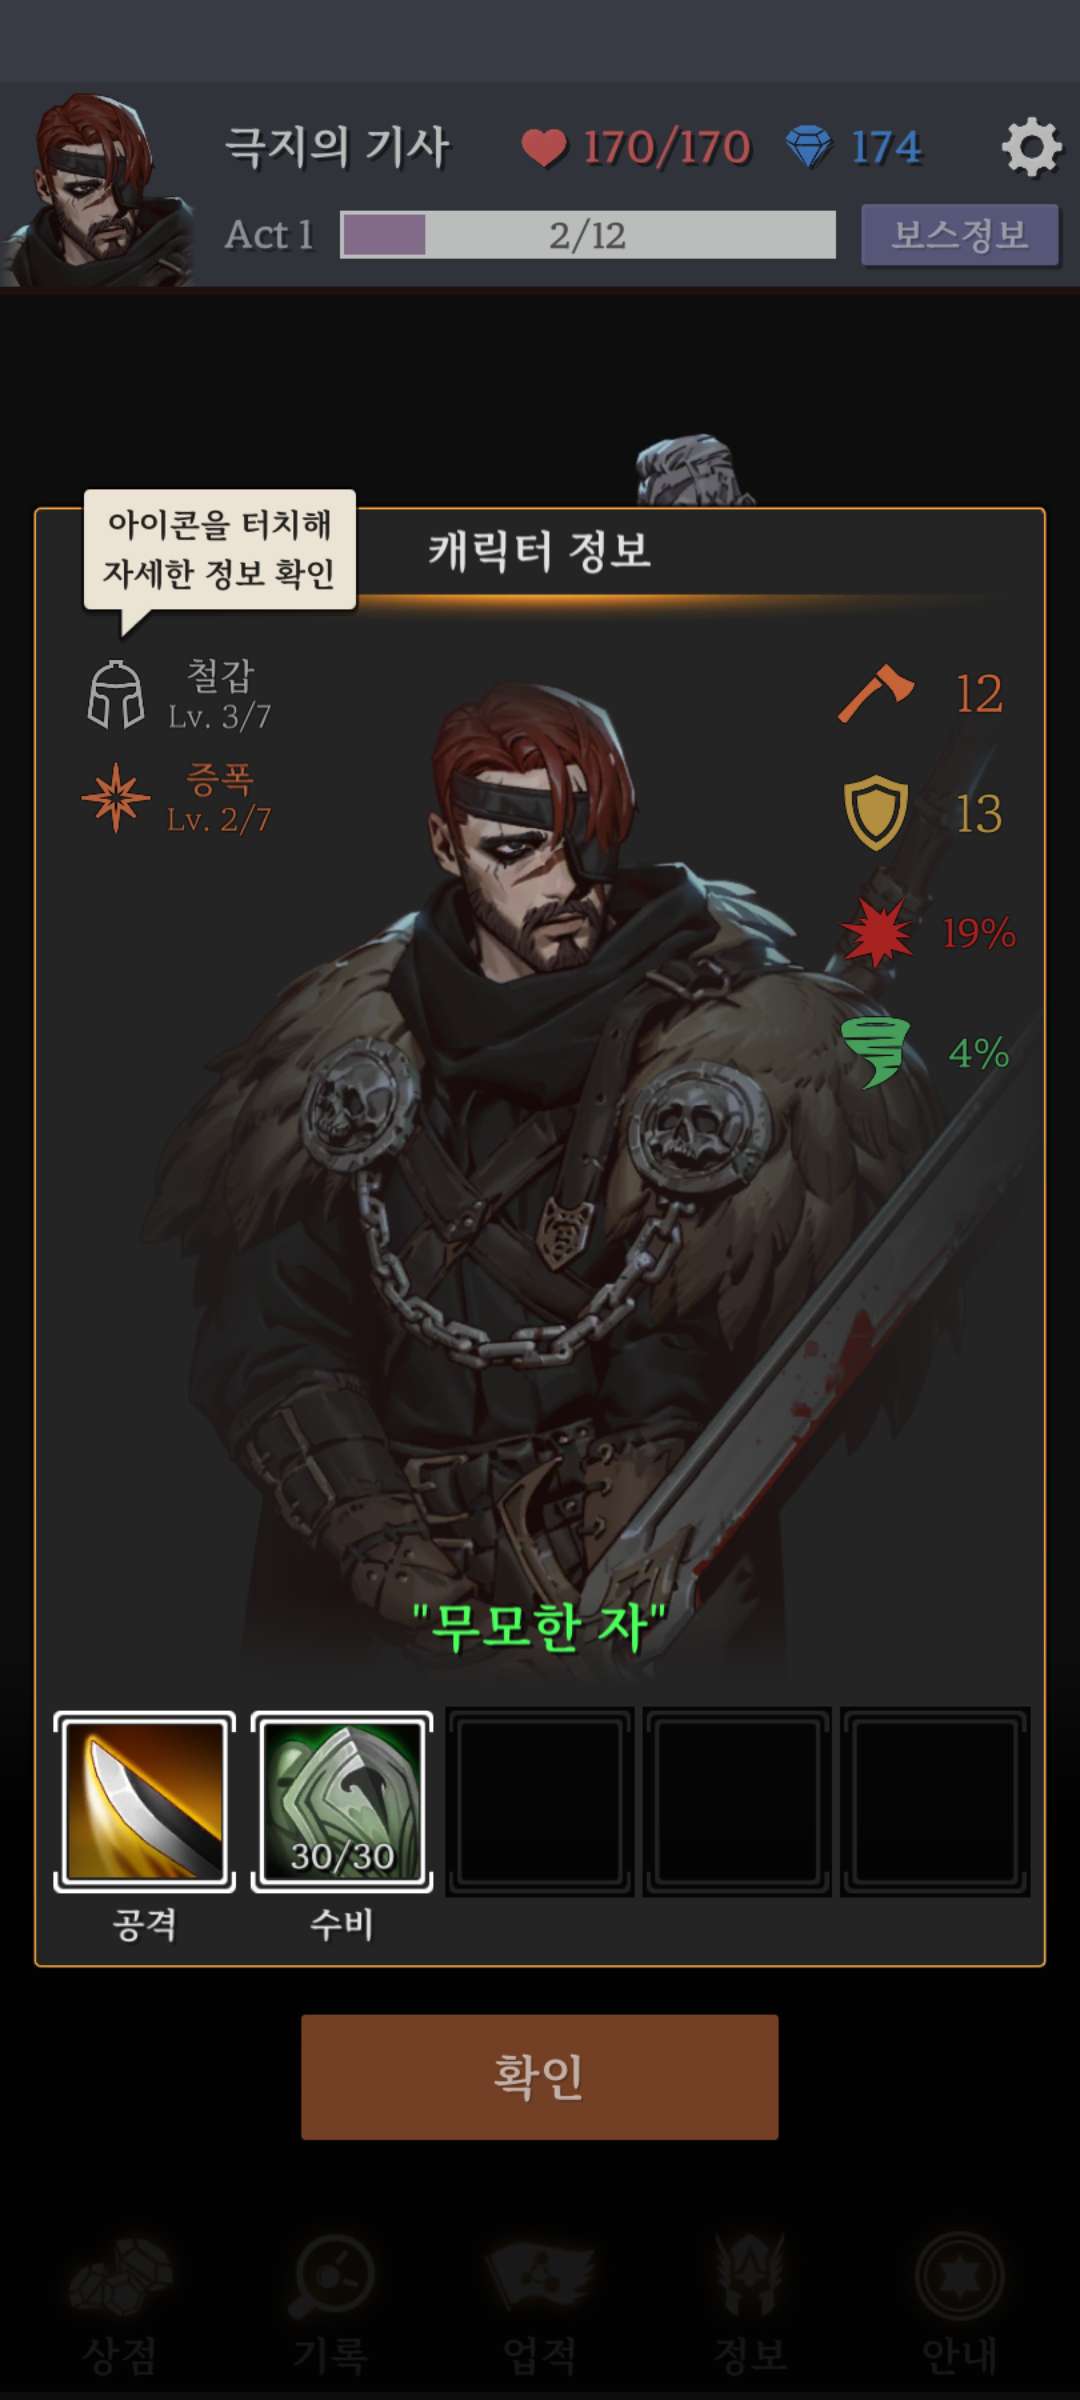 극지의 기사
170/170
174
Act 1
2/12
보스정보
아이콘을 터치해
자세한 정보 확인
캐릭터 정보
철갑
Lv. 3/7
증폭
Lv. 2/7
12
13
19%
4%
"무모한 자"
30/30
공격
수비
확인
상점
기록
업적
정보
안내